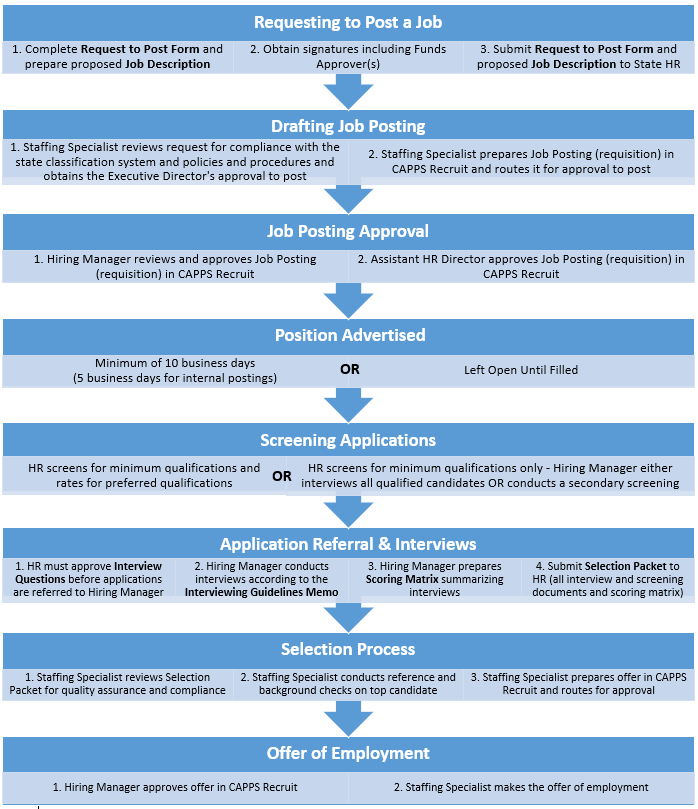 Requesting to Post a Job
1. Complete Request to Post Form and
prepare proposed Job Description
2. Obtain signatures including Funds
Approver(s)
3. Submit Request to Post Form and
proposed Job Description to State HR
Drafting Job Posting
1. Staffing Specialist reviews request for compliance with the
state classification system and policies and procedures and
obtains the Executive Director's approval to post
2. Staffing Specialist prepares Job Posting (requisition) in
CAPPS Recruit and routes it for approval to post
Job Posting Approval
1. Hiring Manager reviews and approves Job Posting
(requisition) in CAPPS Recruit
2. Assistant HR Director approves Job Posting (requisition) in
CAPPS Recruit
Position Advertised
Minimum of 10 business days
(5 business days for internal postings)
OR
Left Open Until Filled
Screening Applications
HR screens for minimum qualifications and
rates for preferred qualifications
OR
HR screens for minimum qualifications only - Hiring Manager either
interviews all qualified candidates OR conducts a secondary screening
Application Referral & Interviews
1. HR must approve Interview
Questions before applications
are referred to Hiring Manager
2. Hiring Manager conducts
interviews according to the
Interviewing Guidelines Memo
3. Hiring Manager prepares
Scoring Matrix summarizing
interviews
4. Submit Selection Packet to
HR (all interview and screening
documents and scoring matrix)
Selection Process
1. Staffing Specialist reviews Selection
Packet for quality assurance and compliance
2. Staffing Specialist conducts reference and
background checks on top candidate
3. Staffing Specialist prepares offer in CAPPS
Recruit and routes for approval
Offer of Employment
1. Hiring Manager approves offer in CAPPS Recruit
2. Staffing Specialist makes the offer of employment